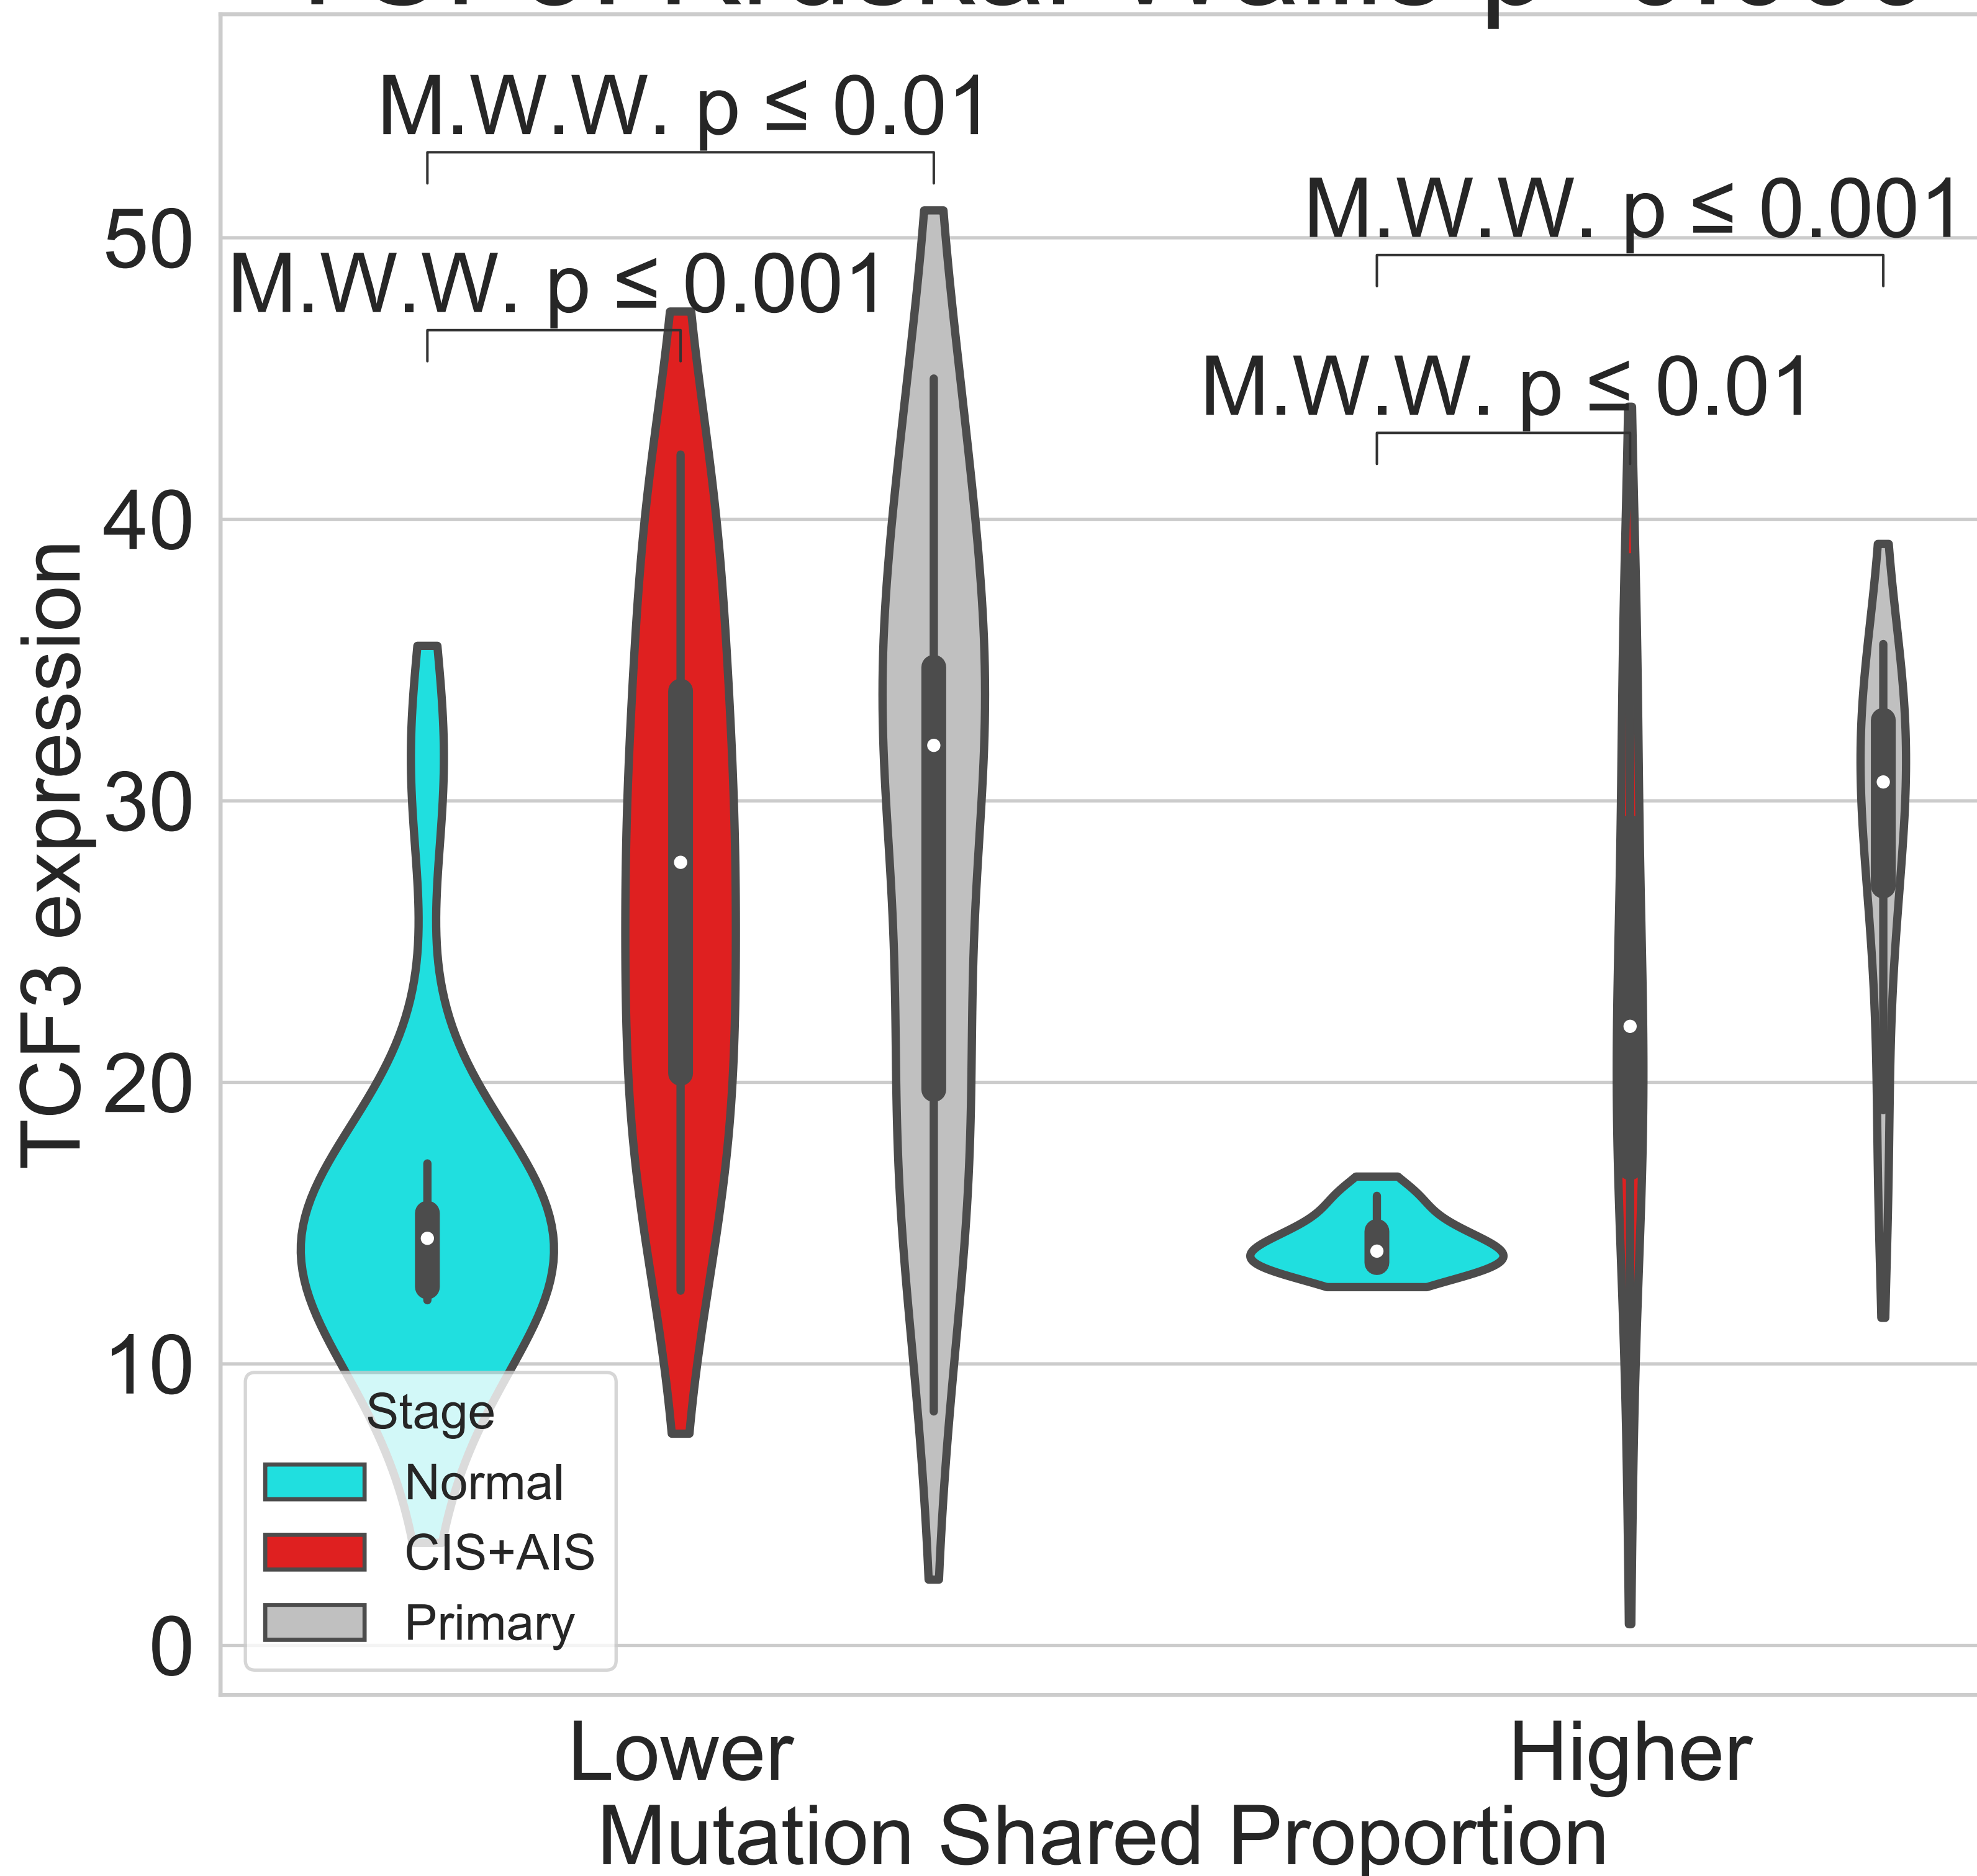 M.W.W. p ≤ 0.01
M.W.W. p ≤ 0.001
M.W.W. p ≤ 0.001
M.W.W. p ≤ 0.01
50
40
30
20
10
0
TCF3 expression
Stage
Normal
CIS+AIS
Primary
Lower
Higher
Mutation Shared Proportion